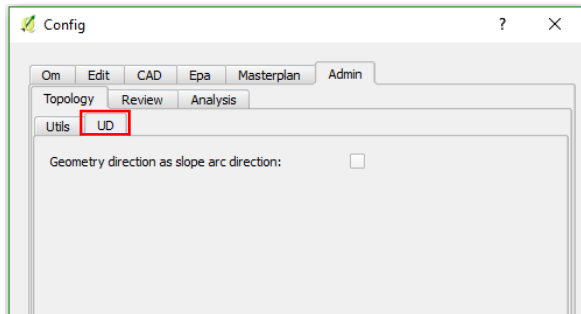 Config ? ×
Om Edit CAD Epa Masterplan Admin
Topology Review Analysis
Utils UD
Geometry direction as slope arc direction: